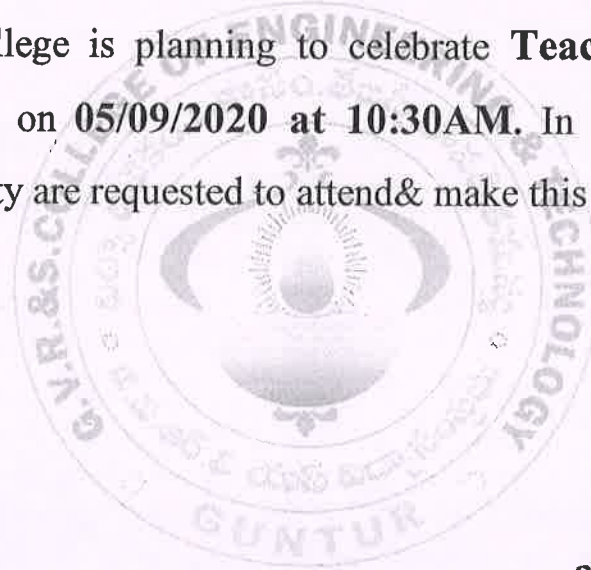 llege is planning to celebrate Teac
on 05/09/2020 at 10:30AM. In
ty are requested to attend& make this
G.V.R.&S.COLLEGE OF ENGINEERING & TECHNOLOGY
GUNTUR